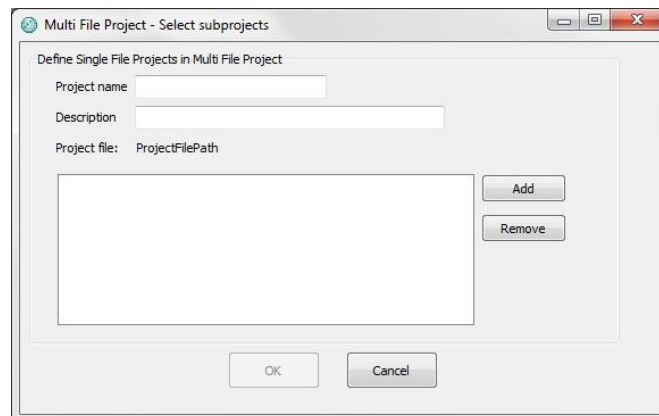 Multi File Project - Select subprojects
Define Single File Projects in Multi File Project
Project name
Description
Project file: ProjectFilePath
Add
Remove
OK Cancel